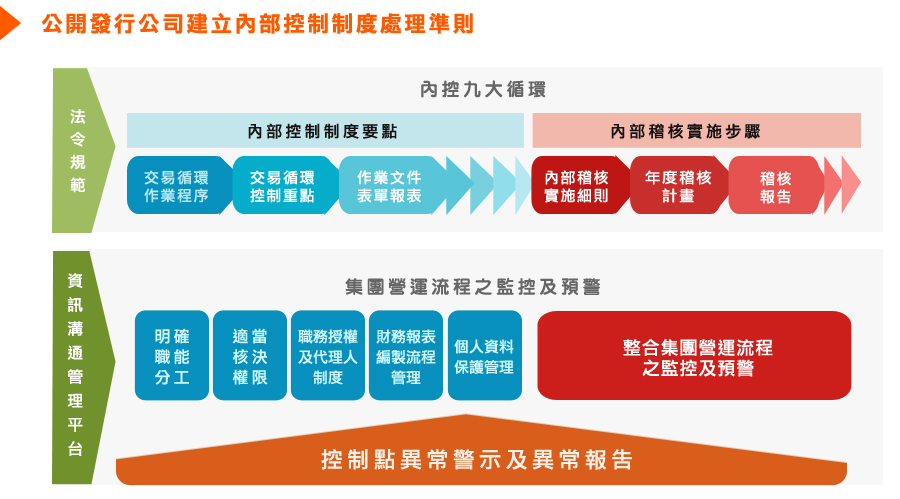 公開發行公司建立內部控制制度處理準則
法令規範
內控九大循環
內部控制制度要點
內部稽核實施步驟
交易循環
作業程序
交易循環
控制重點
作業文件
表單報表
內部稽核
實施細則
年度稽核
計畫
稽核
報告
資訊溝通管理平台
集團營運流程之監控及預警
明確
職能
分工
適當
核決
權限
職務授權
及代理人
制度
財務報表
編製流程
管理
個人資料
保護管理
整合集團營運流程
之監控及預警
控制點異常警示及異常報告